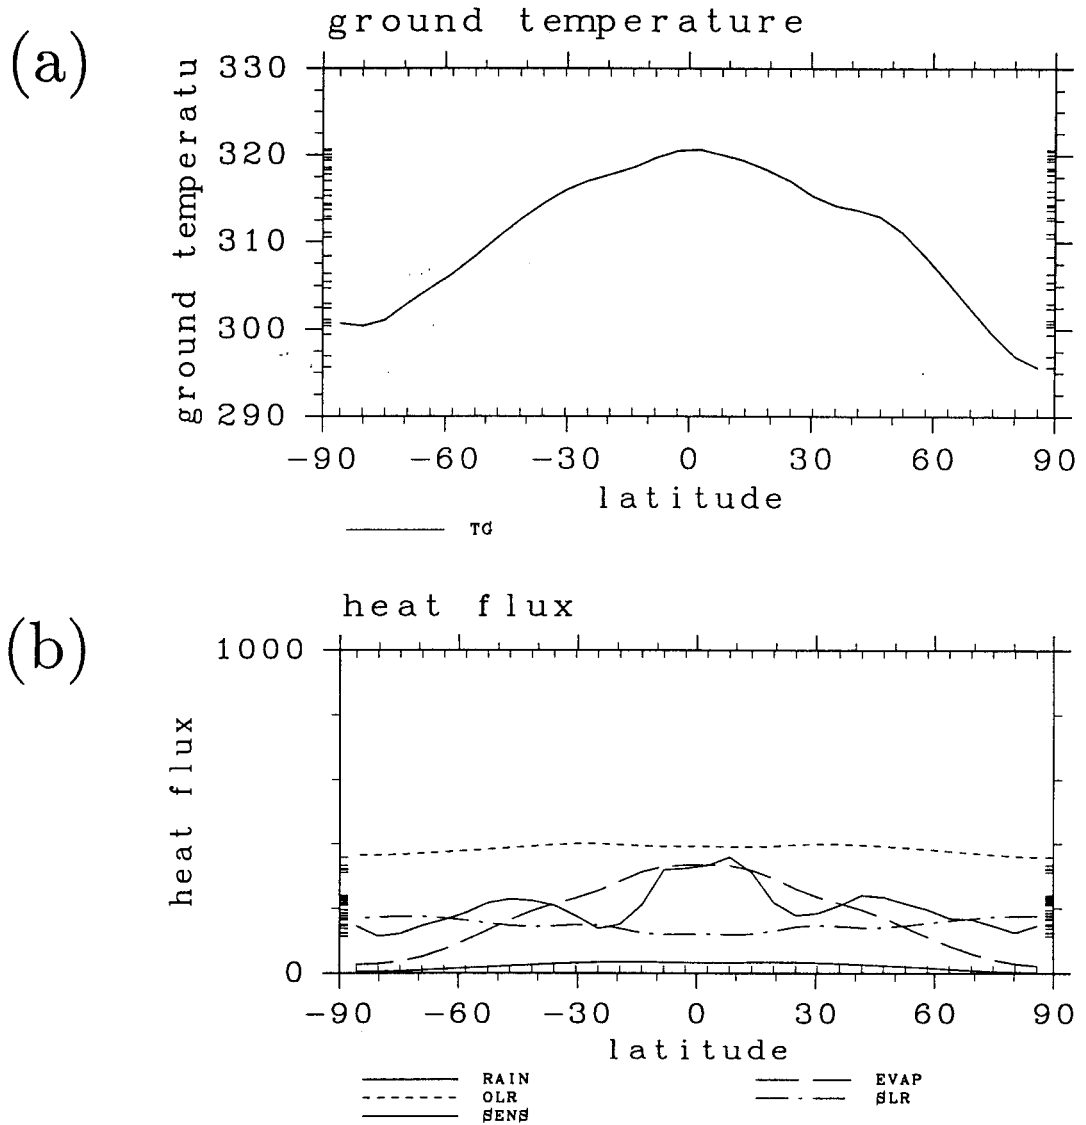 (a)
ground temperature
ground temperatu
330
320
310
300
290
-90 -60 -30 0 30 60 90
latitude
TG
(b)
heat flux
heat flux
1000
0
-90 -60 -30 0 30 60 90
latitude
RAIN EVAP
OLR SLR
SENS